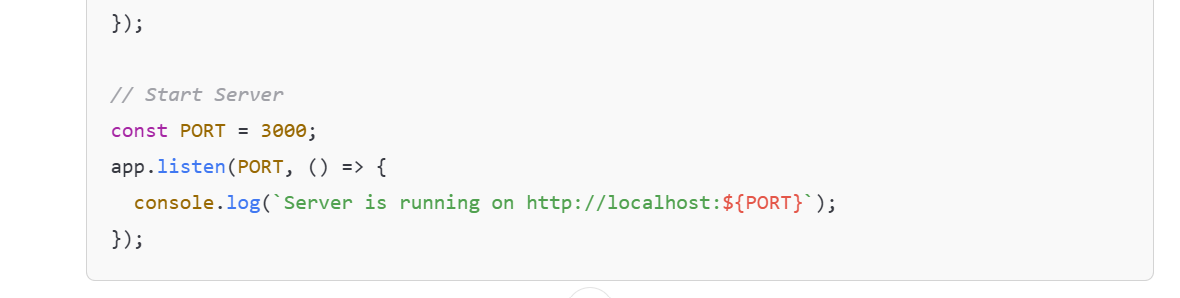 });
// Start Server
const PORT = 3000;
app.listen(PORT, () => {
  console.log(`Server is running on http://localhost:${PORT}`);
});